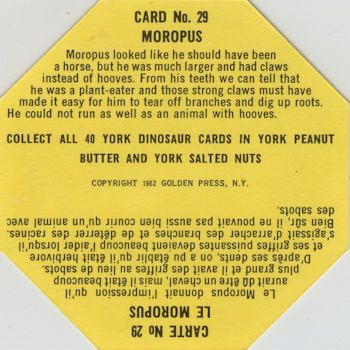 CARD No. 29
MOROPUS
Moropus looked like he should have been
a horse, but he was much larger and had claws
instead of hooves. From his teeth we can tell that
he was a plant-eater and those strong claws must have
made it easy for him to tear off branches and dig up roots.
He could not run as well as an animal with hooves.
COLLECT ALL 40 YORK DINOSAUR CARDS IN YORK PEANUT
BUTTER AND YORK SALTED NUTS
COPYRIGHT 1962 GOLDEN PRESS, N.Y.
CARTE No 29
LE MOROPUS
Le Moropus donnait l'impression qu'il
aurait dû être un cheval, mais il était beaucoup
plus grand et il avait des griffes au lieu de sabots.
D'après ses dents, on a pu établir qu'il était herbivore
et ses griffes puissantes devaient beaucoup l'aider lorsqu'il
s'agissait d'arracher des branches et de déterrer des racines.
Bien sûr, il ne pouvait pas aussi bien courir qu'un animal avec
des sabots.